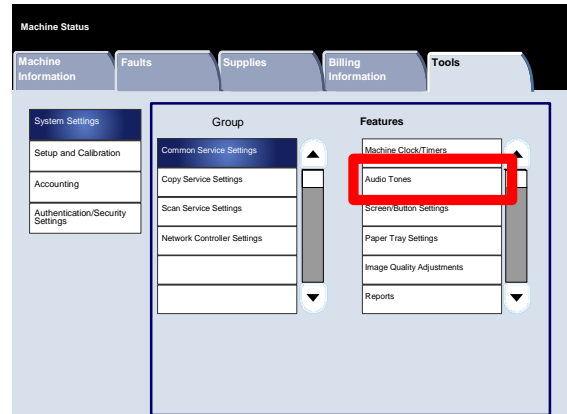 Machine Status
Machine
Information
Faults
Supplies
Billing
Information
Tools
System Settings
Setup and Calibration
Accounting
Authentication/Security
Settings
Group
Common Service Settings
Copy Service Settings
Scan Service Settings
Network Controller Settings
Features
Machine Clock/Timers
Audio Tones
Screen/Button Settings
Paper Tray Settings
Image Quality Adjustments
Reports